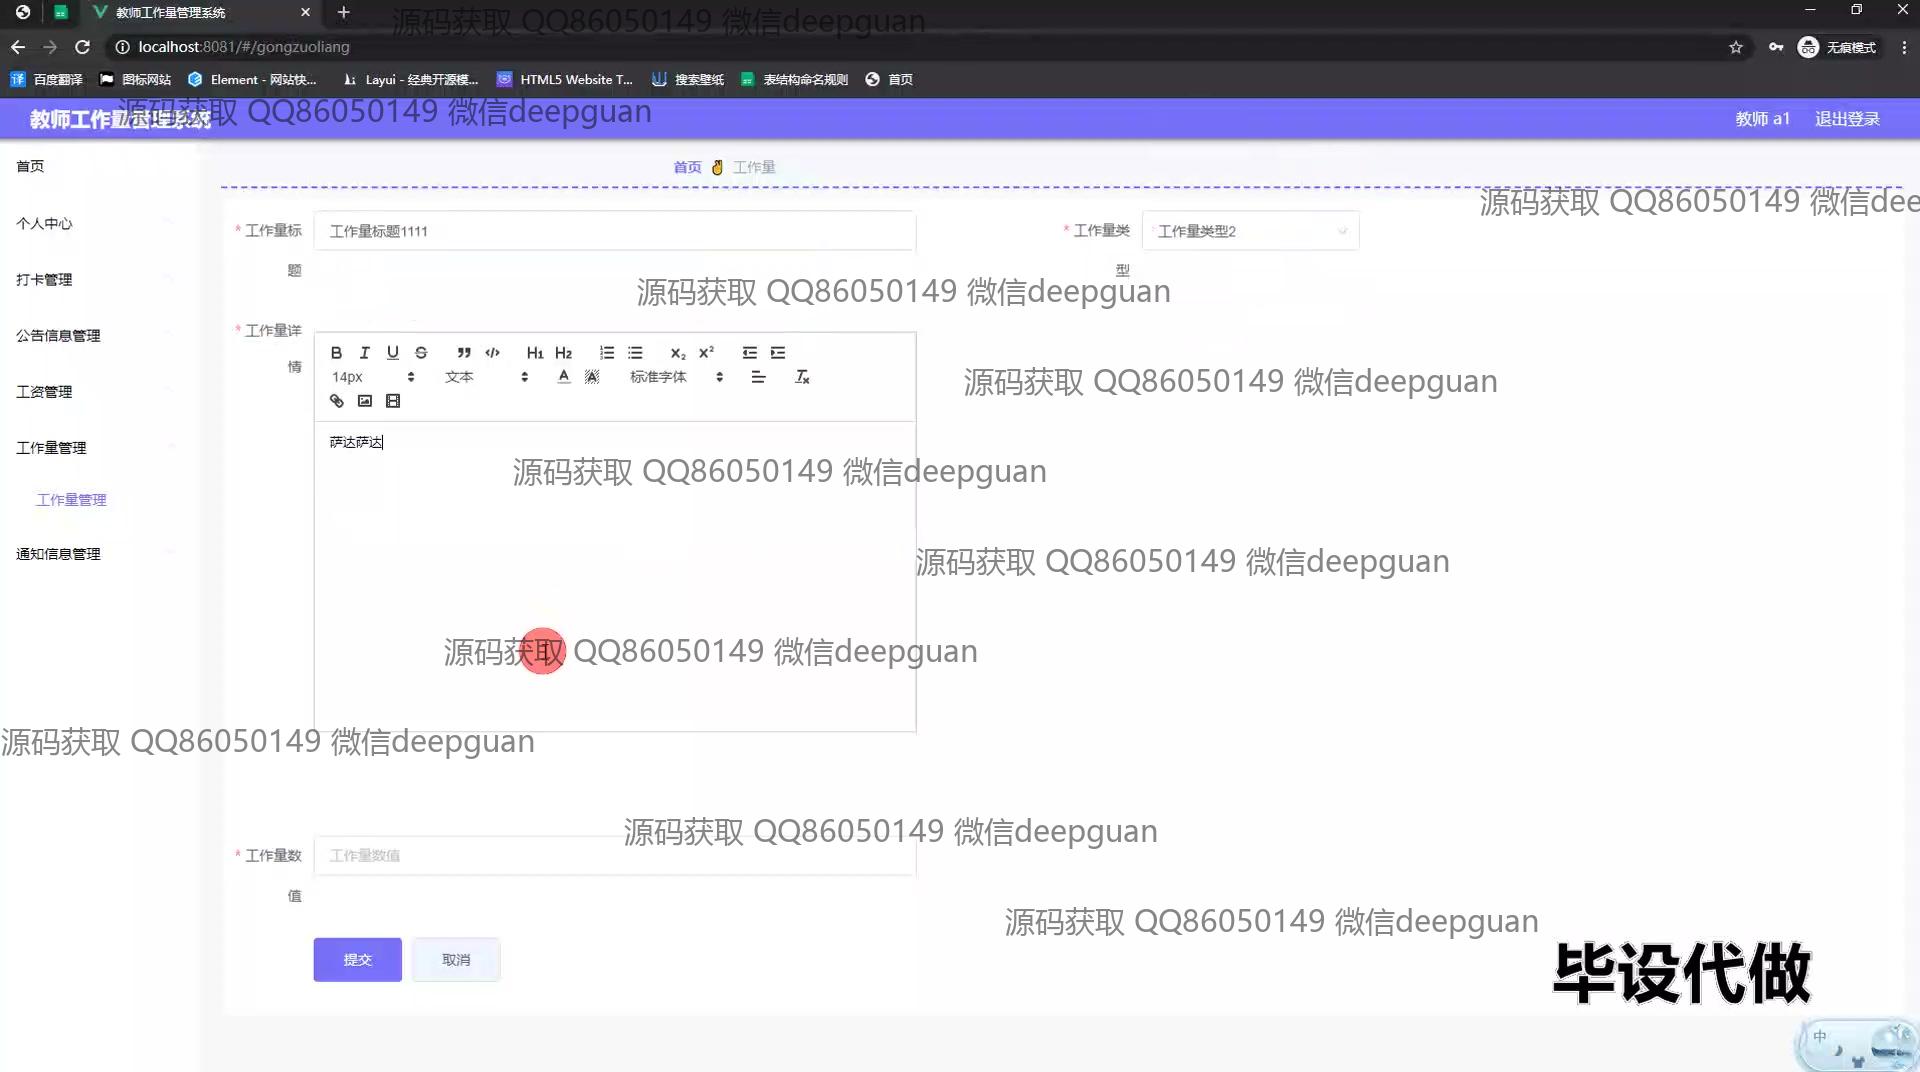 教师工作量管理系统
源码获取 QQ86050149 微信deepguan
localhost:8081/#/gongzuoliang
无痕模式
百度翻译
图标网站
Element - 网站快...
Layui - 经典开源模...
HTML5 Website T...
搜索壁纸
表结构命名规则
首页
教师工作量管理系统
源码获取 QQ86050149 微信deepguan
教师 a1
退出登录
首页
首页
工作量
源码获取 QQ86050149 微信dee
个人中心
* 工作量标题
工作量标题1111
* 工作量类型
工作量类型2
打卡管理
源码获取 QQ86050149 微信deepguan
公告信息管理
* 工作量详情
B I U S H1 H2 X2 X2
14px
文本
A
标准字体
源码获取 QQ86050149 微信deepguan
工资管理
工作量管理
萨达萨达
源码获取 QQ86050149 微信deepguan
工作量管理
通知信息管理
源码获取 QQ86050149 微信deepguan
源码获取 QQ86050149 微信deepguan
源码获取 QQ86050149 微信deepguan
源码获取 QQ86050149 微信deepguan
* 工作量数值
工作量数值
源码获取 QQ86050149 微信deepguan
提交
取消
毕设代做
中